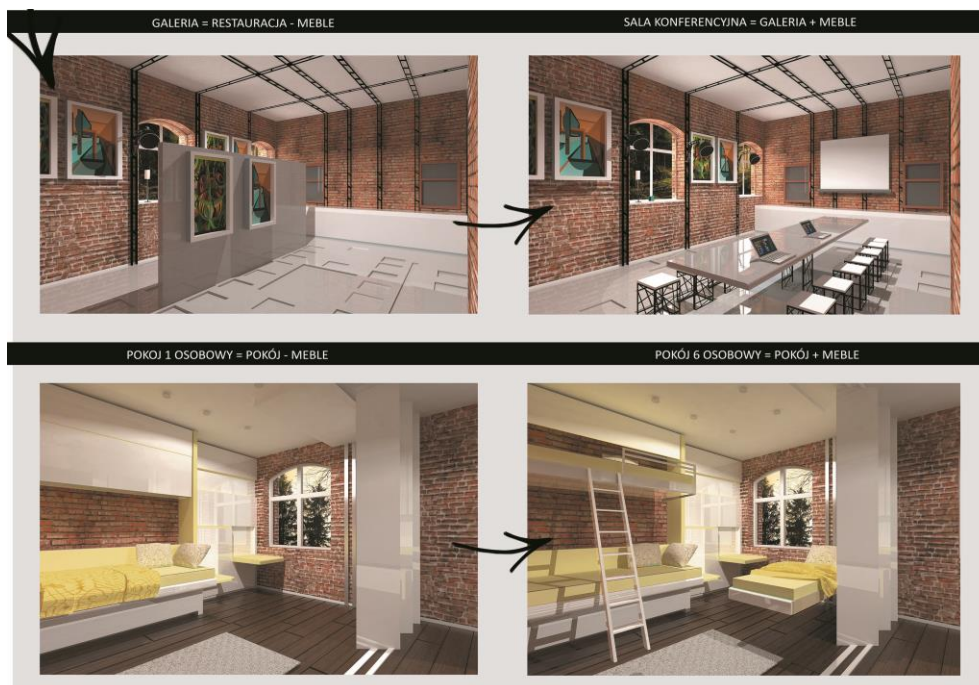 GALERIA = RESTAURACJA - MEBLE
SALA KONFERENCYJNA = GALERIA + MEBLE
POKOJ 1 OSOBOWY = POKÓJ - MEBLE
POKÓJ 6 OSOBOWY = POKÓJ + MEBLE